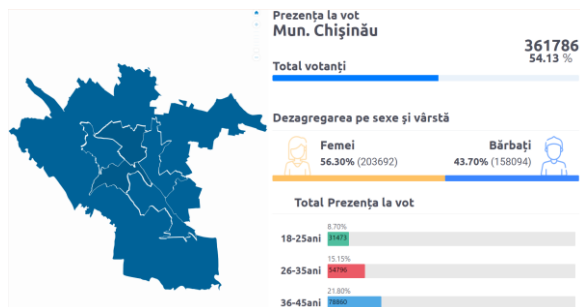 Prezența la vot
Mun. Chișinău
361786
54.13 %
Total votanți
Dezagregarea pe sexe și vârstă
Femei
56.30% (203692)
Bărbați
43.70% (158094)
Total Prezența la vot
8.70%
18-25ani 31473
15.15%
26-35ani 54796
21.80%
36-45ani 78860